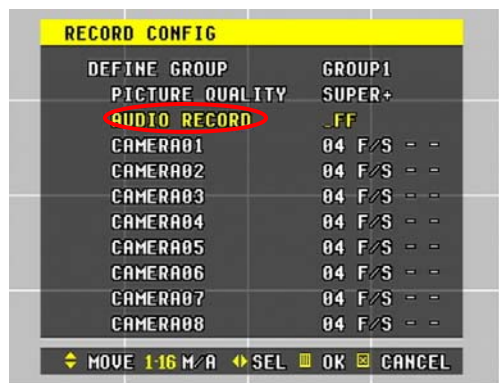 RECORD CONFIG
DEFINE GROUP GROUP1
PICTURE QUALITY SUPER+
AUDIO RECORD _FF
CAMERA01 04 F/S - -
CAMERA02 04 F/S - -
CAMERA03 04 F/S - -
CAMERA04 04 F/S - -
CAMERA05 04 F/S - -
CAMERA06 04 F/S - -
CAMERA07 04 F/S - -
CAMERA08 04 F/S - -
MOVE 1-16 M/A SEL OK CANCEL